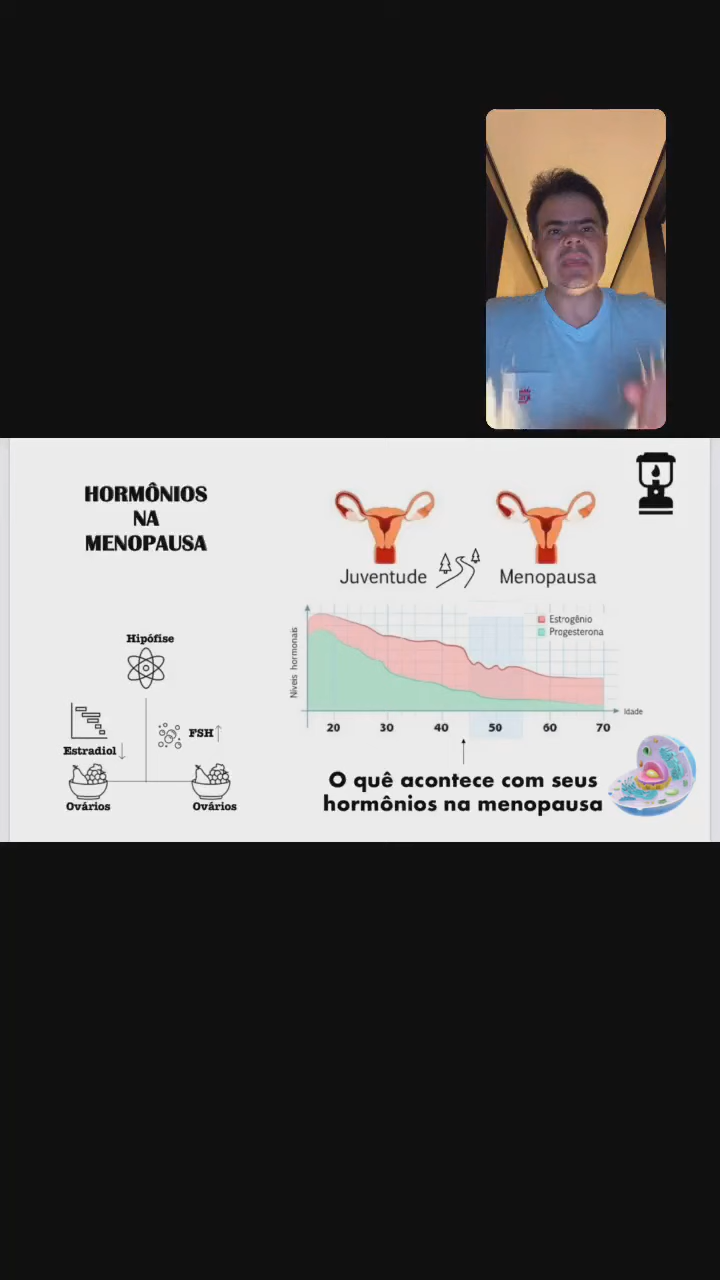 HORMÔNIOS
NA
MENOPAUSA
Juventude
Menopausa
Níveis hormonais
Estrogênio
Progesterona
20 30 40 50 60 70
Idade
O quê acontece com seus
hormônios na menopausa
Hipófise
Estradiol ↓
FSH ↑
Ovários
Ovários